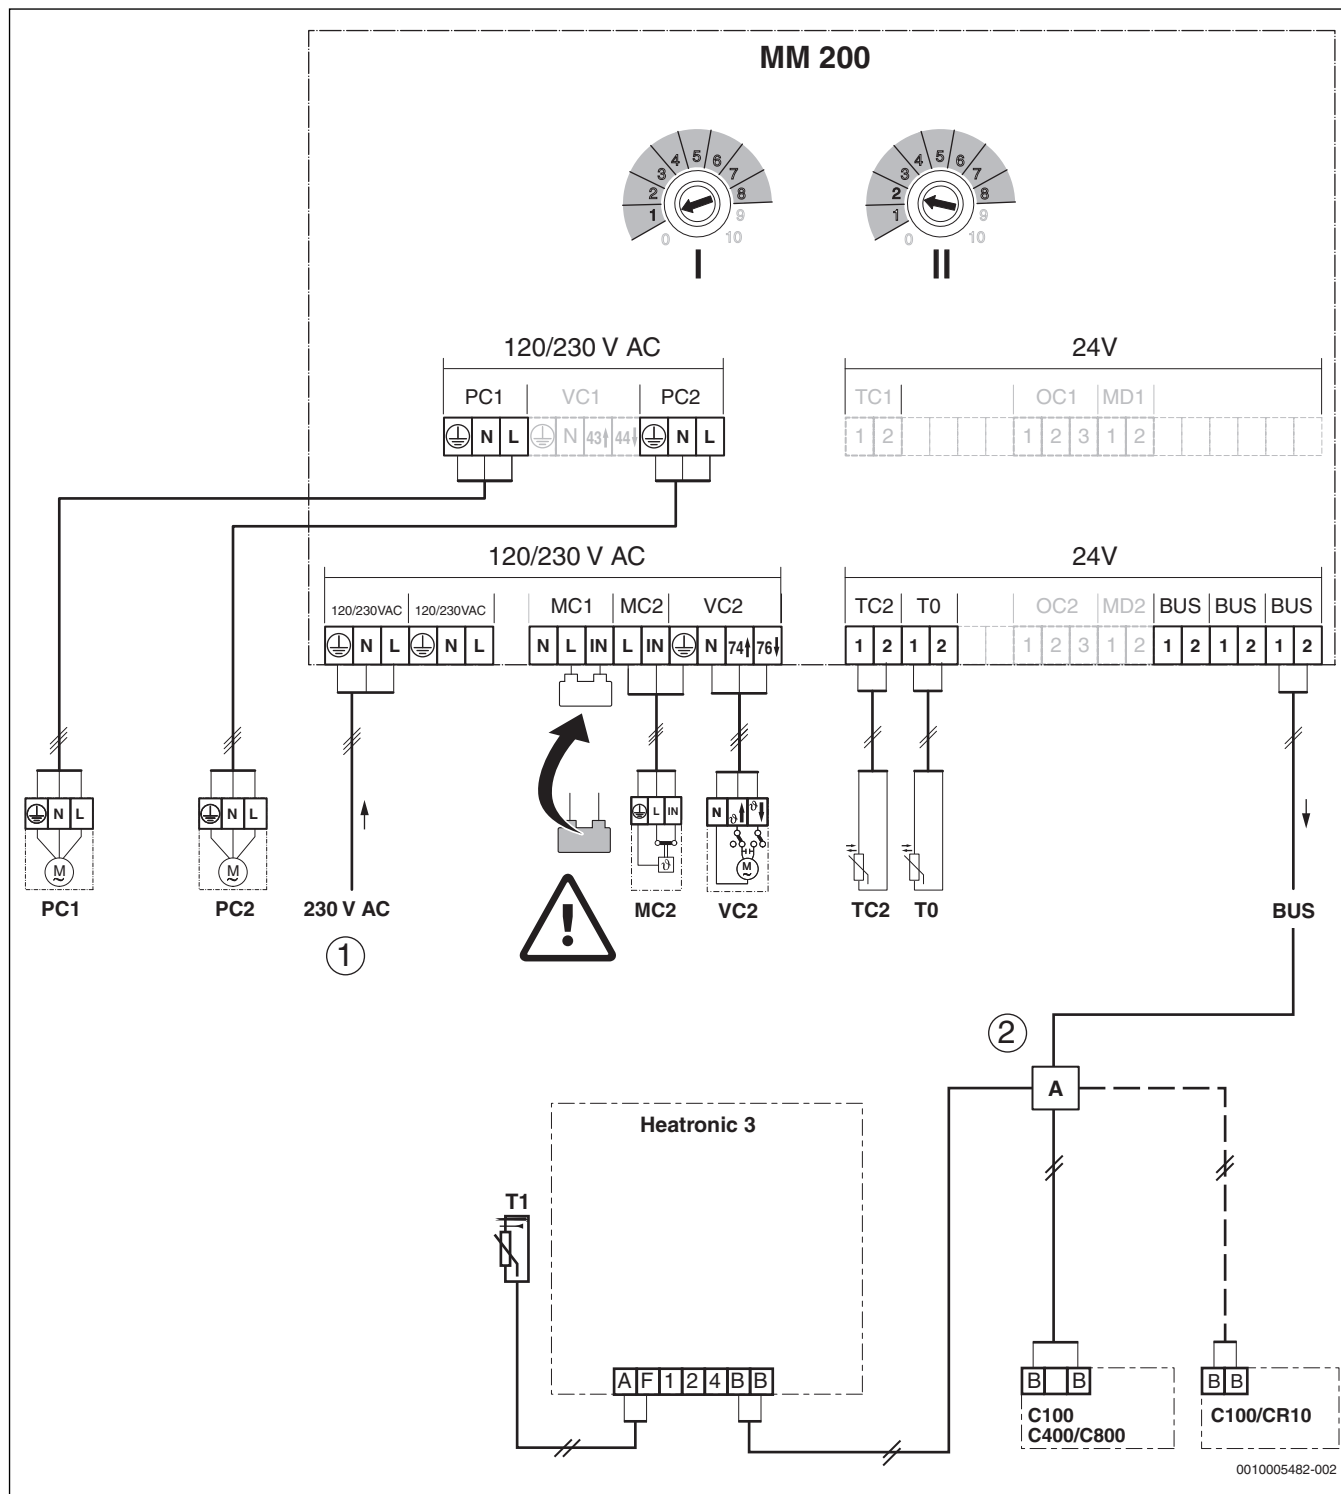 MM 200
0 1 2 3 4 5 6 7 8 9 10
0 1 2 3 4 5 6 7 8 9 10
I II
120/230 V AC 24V
PC1 VC1 PC2 TC1 OC1 MD1
N L N 43 44 N L 1 2 1 2 3 1 2
120/230 V AC 24V
120/230VAC 120/230VAC MC1 MC2 VC2 TC2 T0 OC2 MD2 BUS BUS BUS
N L N L N L IN L IN N 74 76 1 2 1 2 1 2 3 1 2 1 2 1 2 1 2
N L N L L IN N ϑ ϑ
M ~ M ~ ϑ M ~
PC1 PC2 230 V AC MC2 VC2 TC2 T0 BUS
1 !
2
A
Heatronic 3
T1
A F 1 2 4 B B B B B B
C100 C100/CR10
C400/C800
0010005482-002